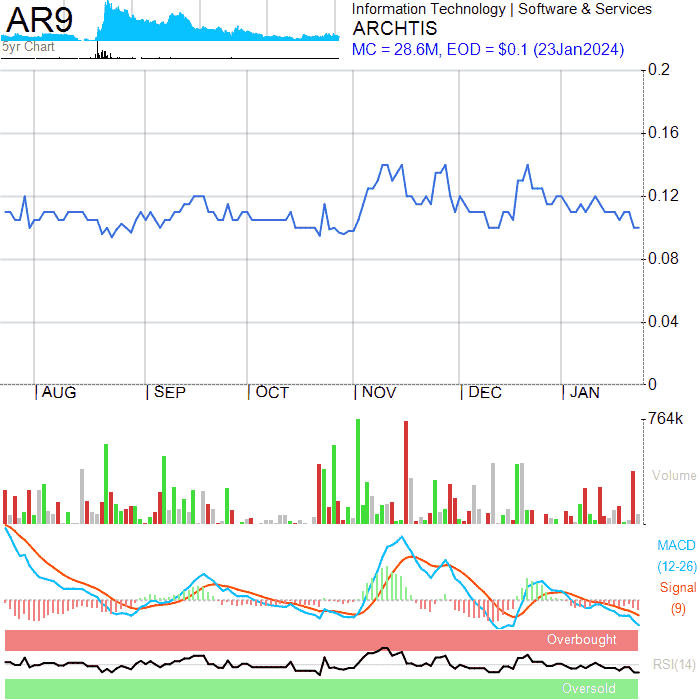 AR9
5yr Chart
Information Technology | Software & Services
ARCHTIS
MC = 28.6M, EOD = $0.1 (23Jan2024)
0.2
0.16
0.12
0.08
0.04
0
AUG SEP OCT NOV DEC JAN
764k
Volume
MACD
(12-26)
Signal
(9)
Overbought
RSI(14)
Oversold